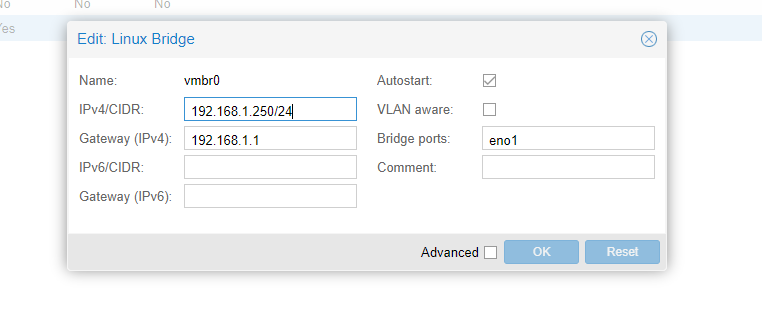 No No No
Yes
Edit: Linux Bridge
Name: vmbr0 Autostart:
IPv4/CIDR: 192.168.1.250/24 VLAN aware:
Gateway (IPv4): 192.168.1.1 Bridge ports: eno1
IPv6/CIDR: Comment:
Gateway (IPv6):
Advanced OK Reset